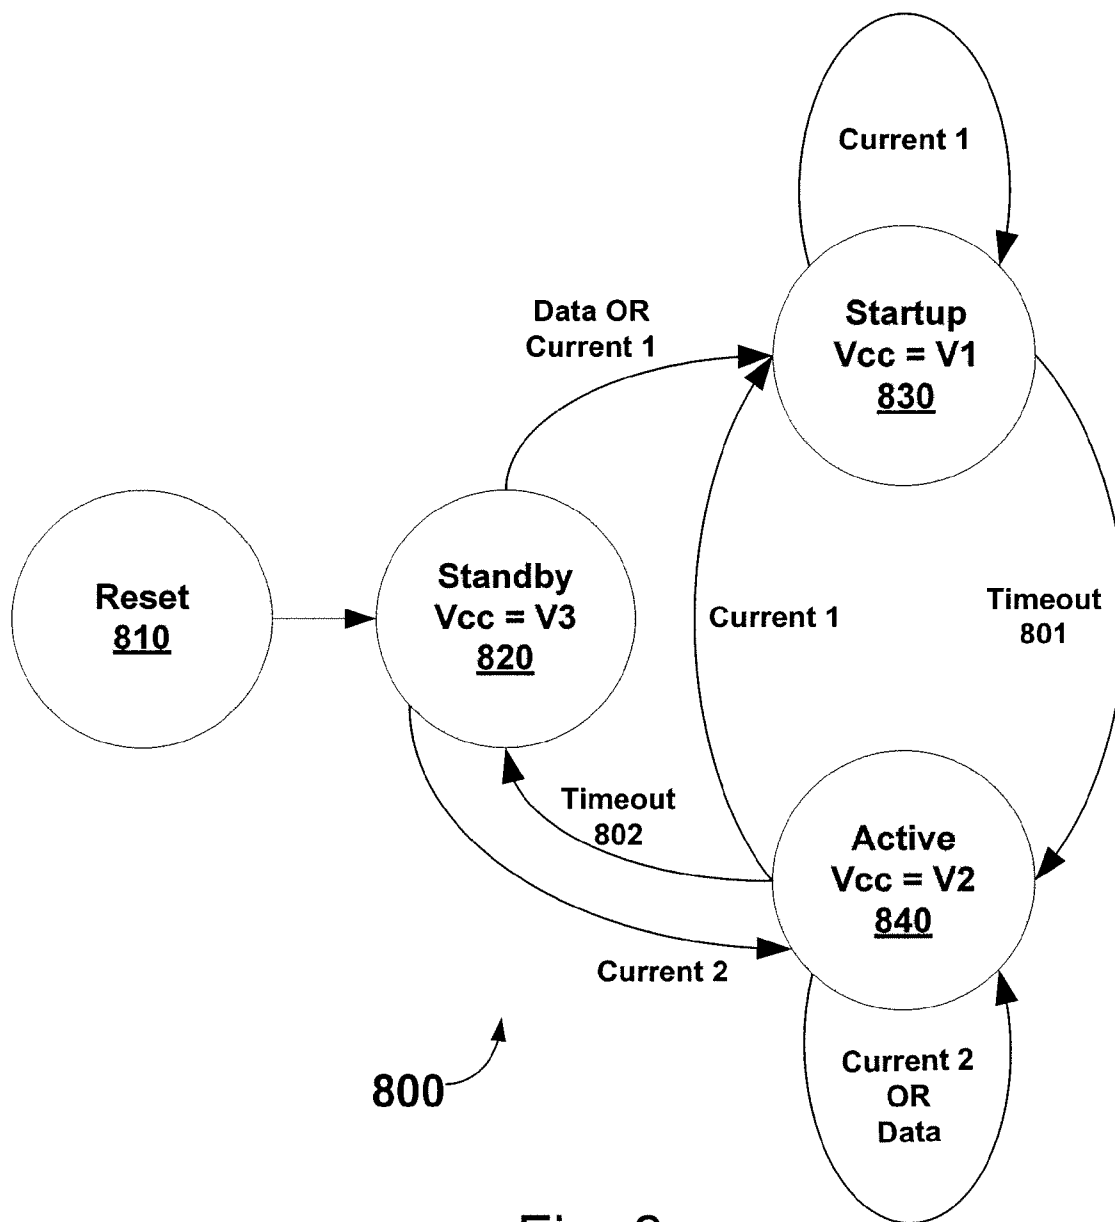 Current 1
Startup
Vcc = V1
830
Data OR
Current 1
Reset
810
Standby
Vcc = V3
820
Current 1
Timeout
801
Timeout
802
Active
Vcc = V2
840
Current 2
800
Current 2
OR
Data